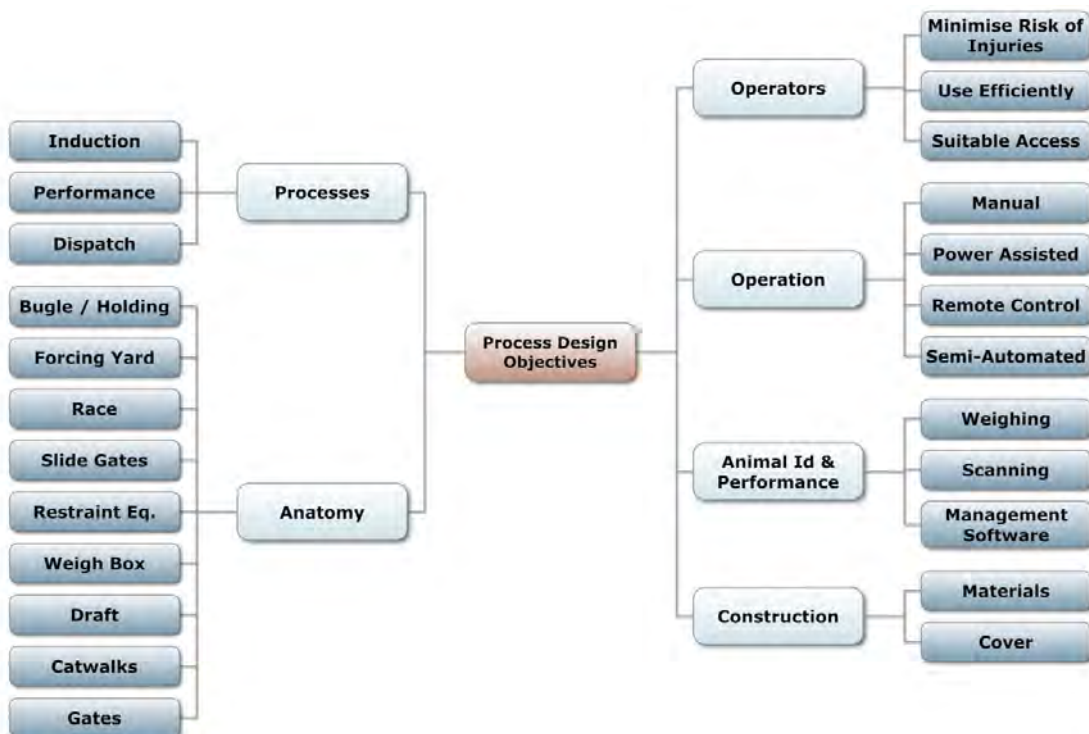 Induction
Performance
Dispatch
Processes
Bugle / Holding
Forcing Yard
Race
Slide Gates
Restraint Eq.
Weigh Box
Draft
Catwalks
Gates
Anatomy
Process Design
Objectives
Operators
Minimise Risk of
Injuries
Use Efficiently
Suitable Access
Operation
Manual
Power Assisted
Remote Control
Semi-Automated
Animal Id &
Performance
Weighing
Scanning
Management
Software
Construction
Materials
Cover